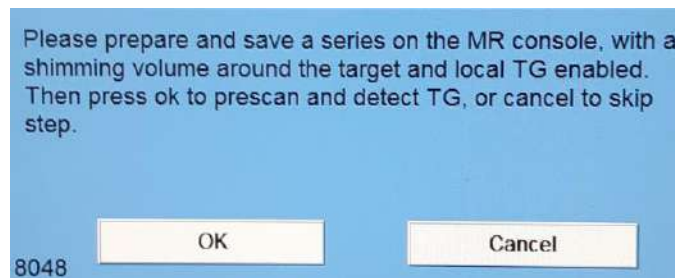 Please prepare and save a series on the MR console, with a
shimming volume around the target and local TG enabled.
Then press ok to prescan and detect TG, or cancel to skip
step.
OK
Cancel
8048